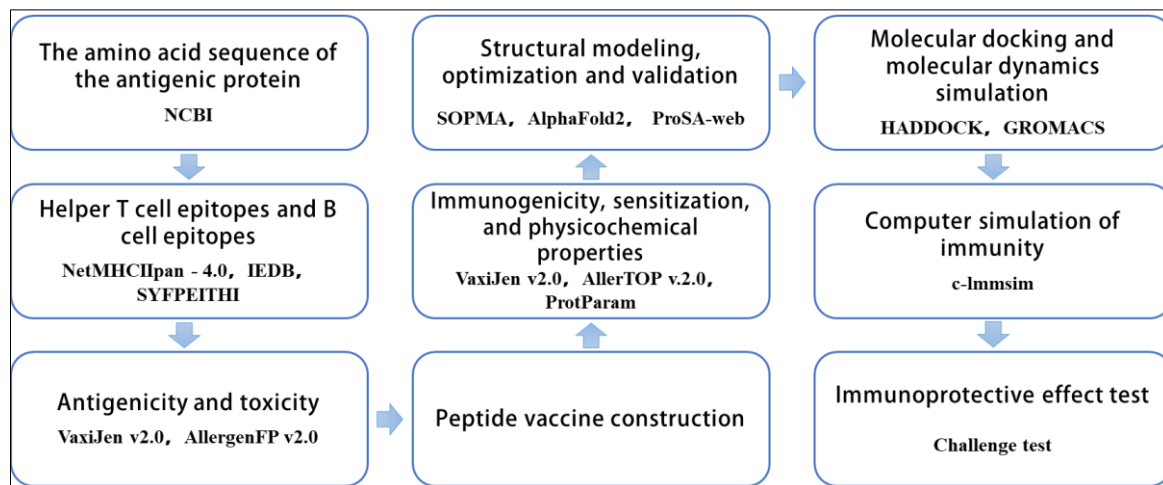 The amino acid sequence of
the antigenic protein
NCBI
Helper T cell epitopes and B
cell epitopes
NetMHCIIpan - 4.0, IEDB,
SYFPEITHI
Antigenicity and toxicity
VaxiJen v2.0, AllergenFP v2.0
Peptide vaccine construction
Immunogenicity, sensitization,
and physicochemical
properties
VaxiJen v2.0, AllerTOP v.2.0,
ProtParam
Structural modeling,
optimization and validation
SOPMA, AlphaFold2, ProSA-web
Molecular docking and
molecular dynamics
simulation
HADDOCK, GROMACS
Computer simulation of
immunity
c-lmmsim
Immunoprotective effect test
Challenge test